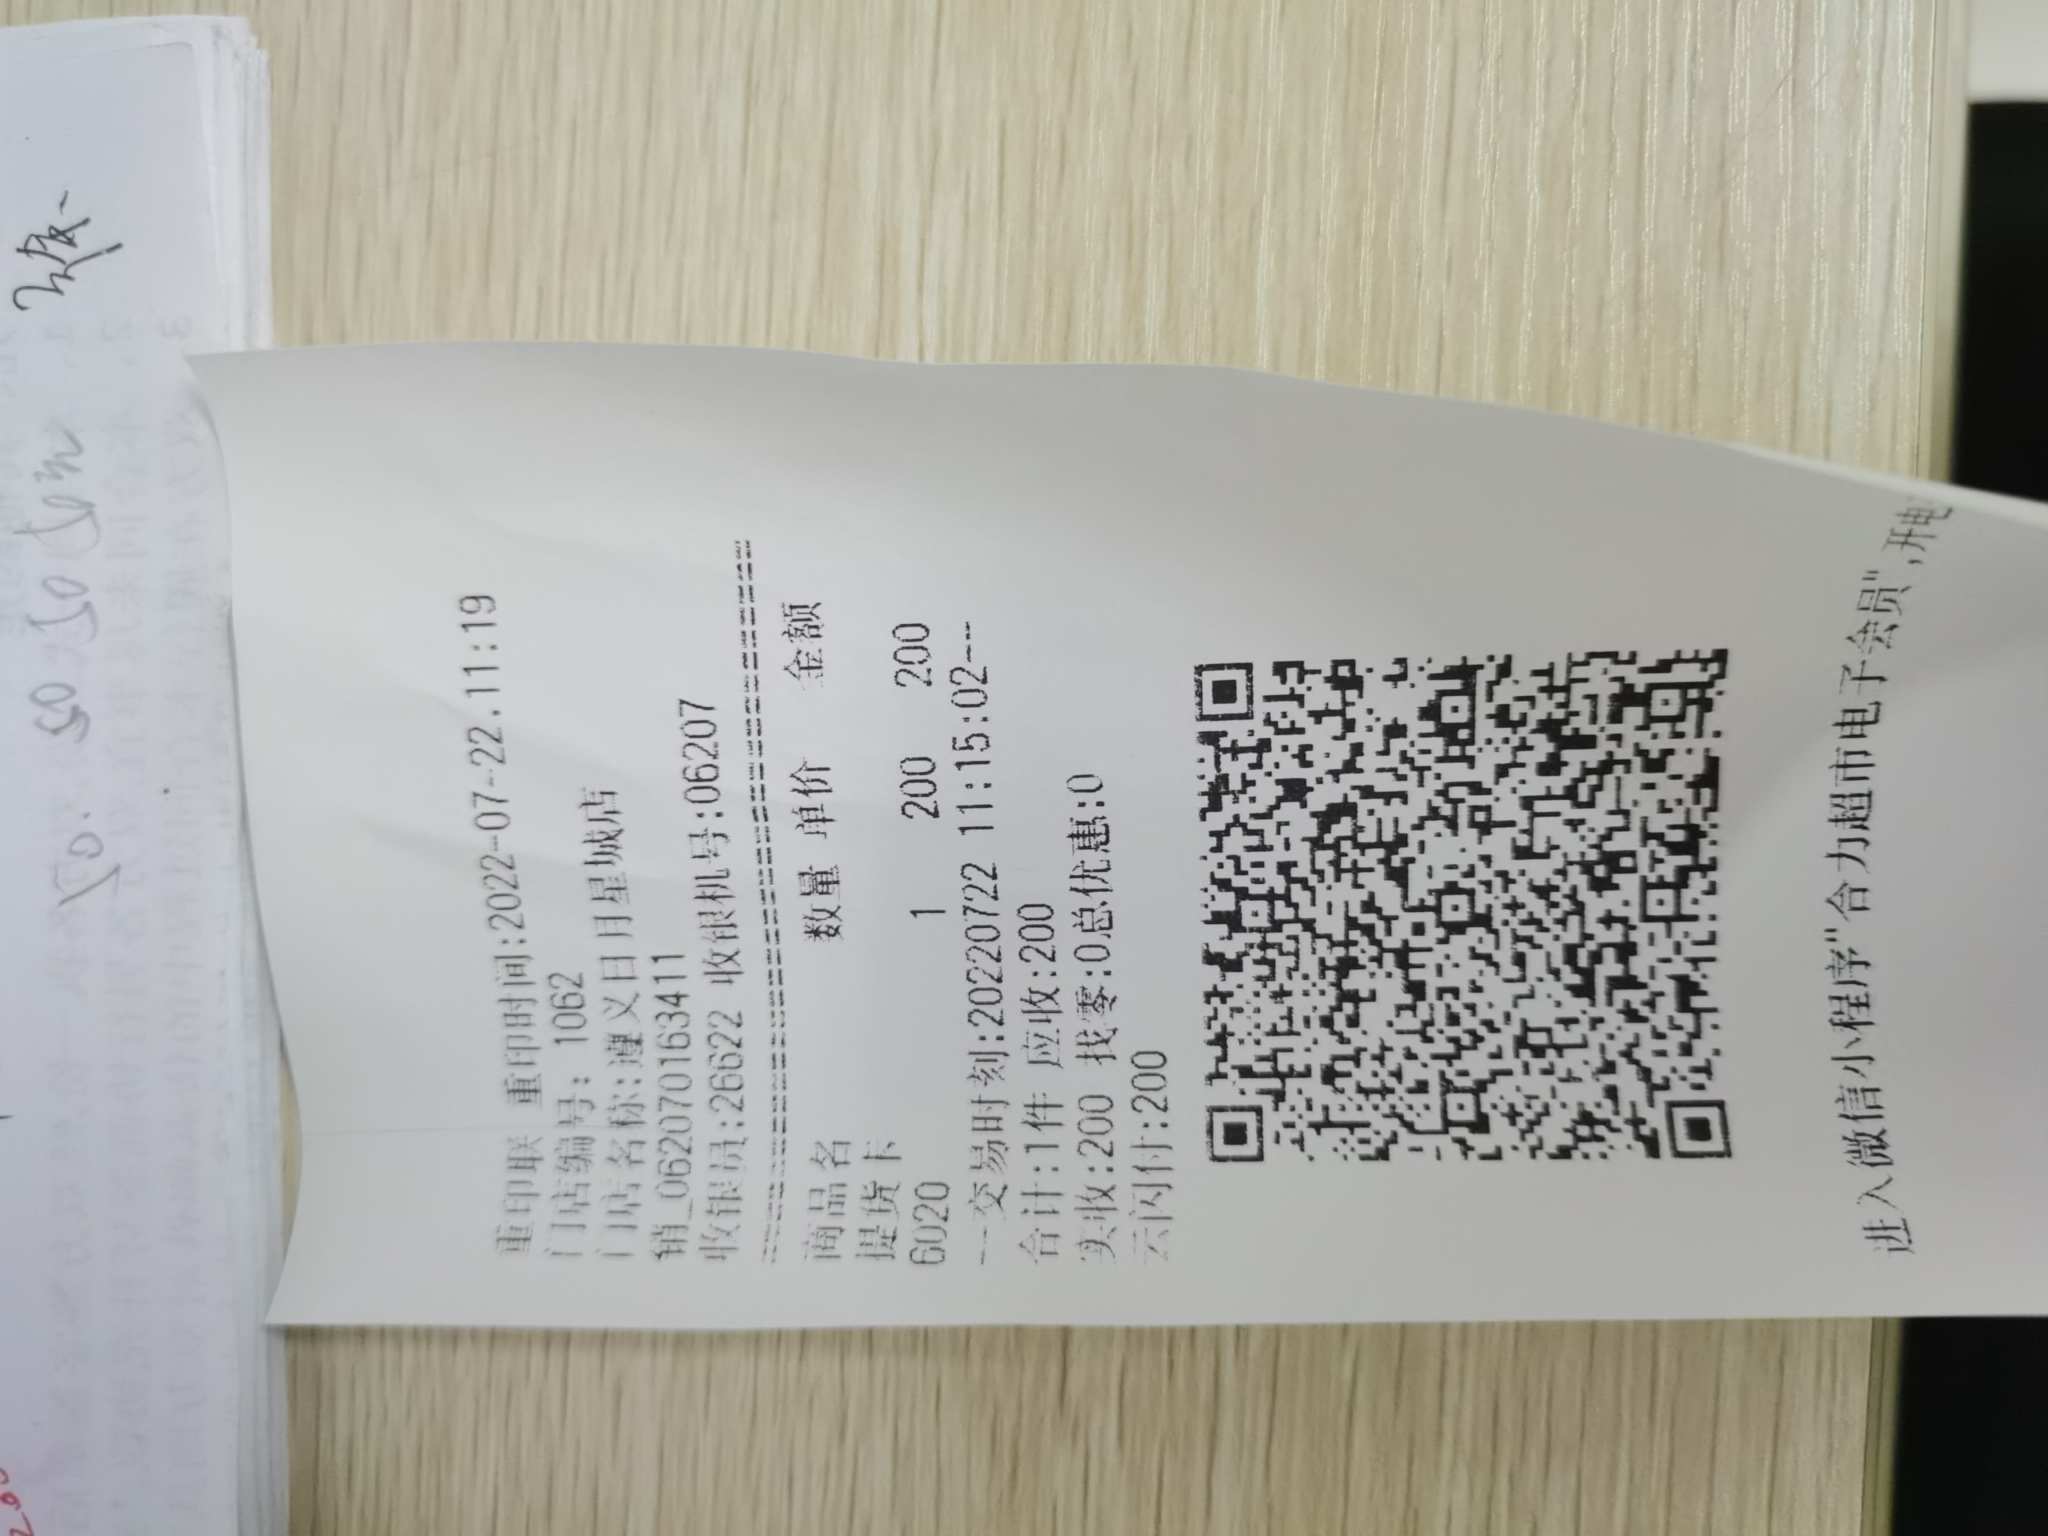 重印联 重印时间:2022-07-22.11:19
门店编号: 1062
门店名称:遵义日月星城店
销_062070163411
收银员:26622 收银机号:06207
商品名 数量 单价 金额
提货卡
6020 1 200 200
---交易时刻:20220722 11:15:02--
合计:1件 应收:200
实收:200 找零:0总优惠:0
云闪付:200
进入微信小程序"合力超市电子会员",开电